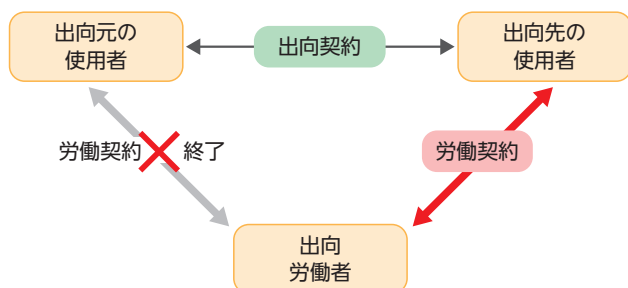 出向元の
使用者
出向契約
出向先の
使用者
労働契約
終了
労働契約
出向
労働者